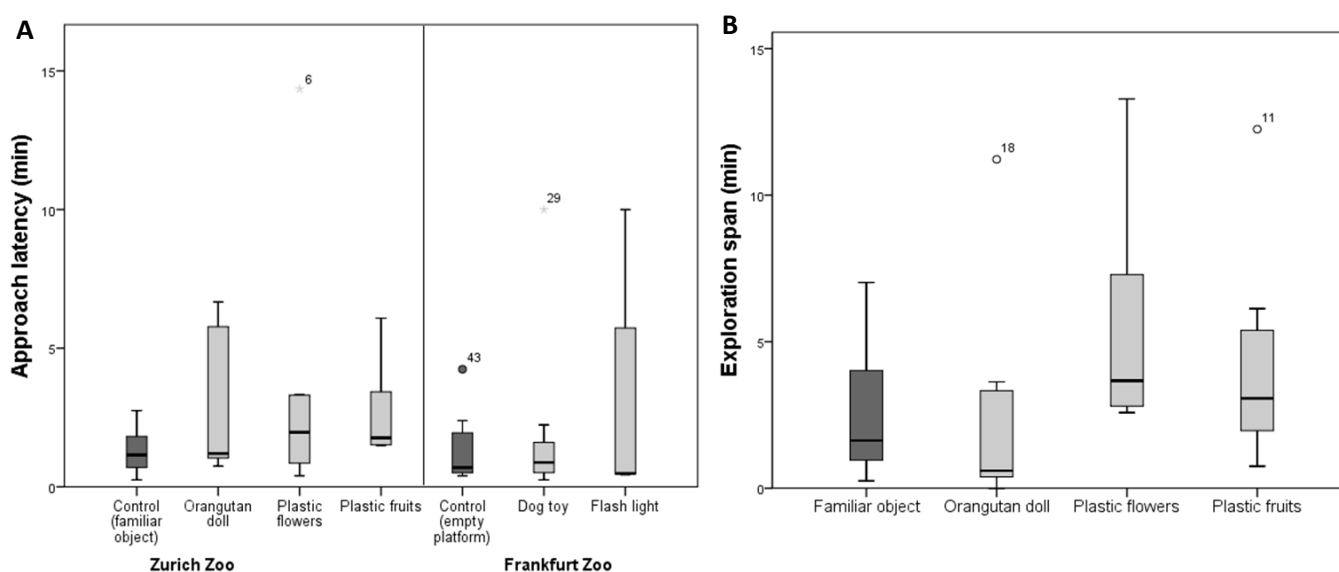 A
Approach latency (min)
15
10
5
0
6
43
29
Control
(familiar
object)
Orangutan
doll
Plastic
flowers
Plastic fruits
Control
(empty
platform)
Dog toy
Flash light
Zurich Zoo
Frankfurt Zoo
B
Exploration span (min)
15
10
5
0
18
11
Familiar object
Orangutan doll
Plastic flowers
Plastic fruits